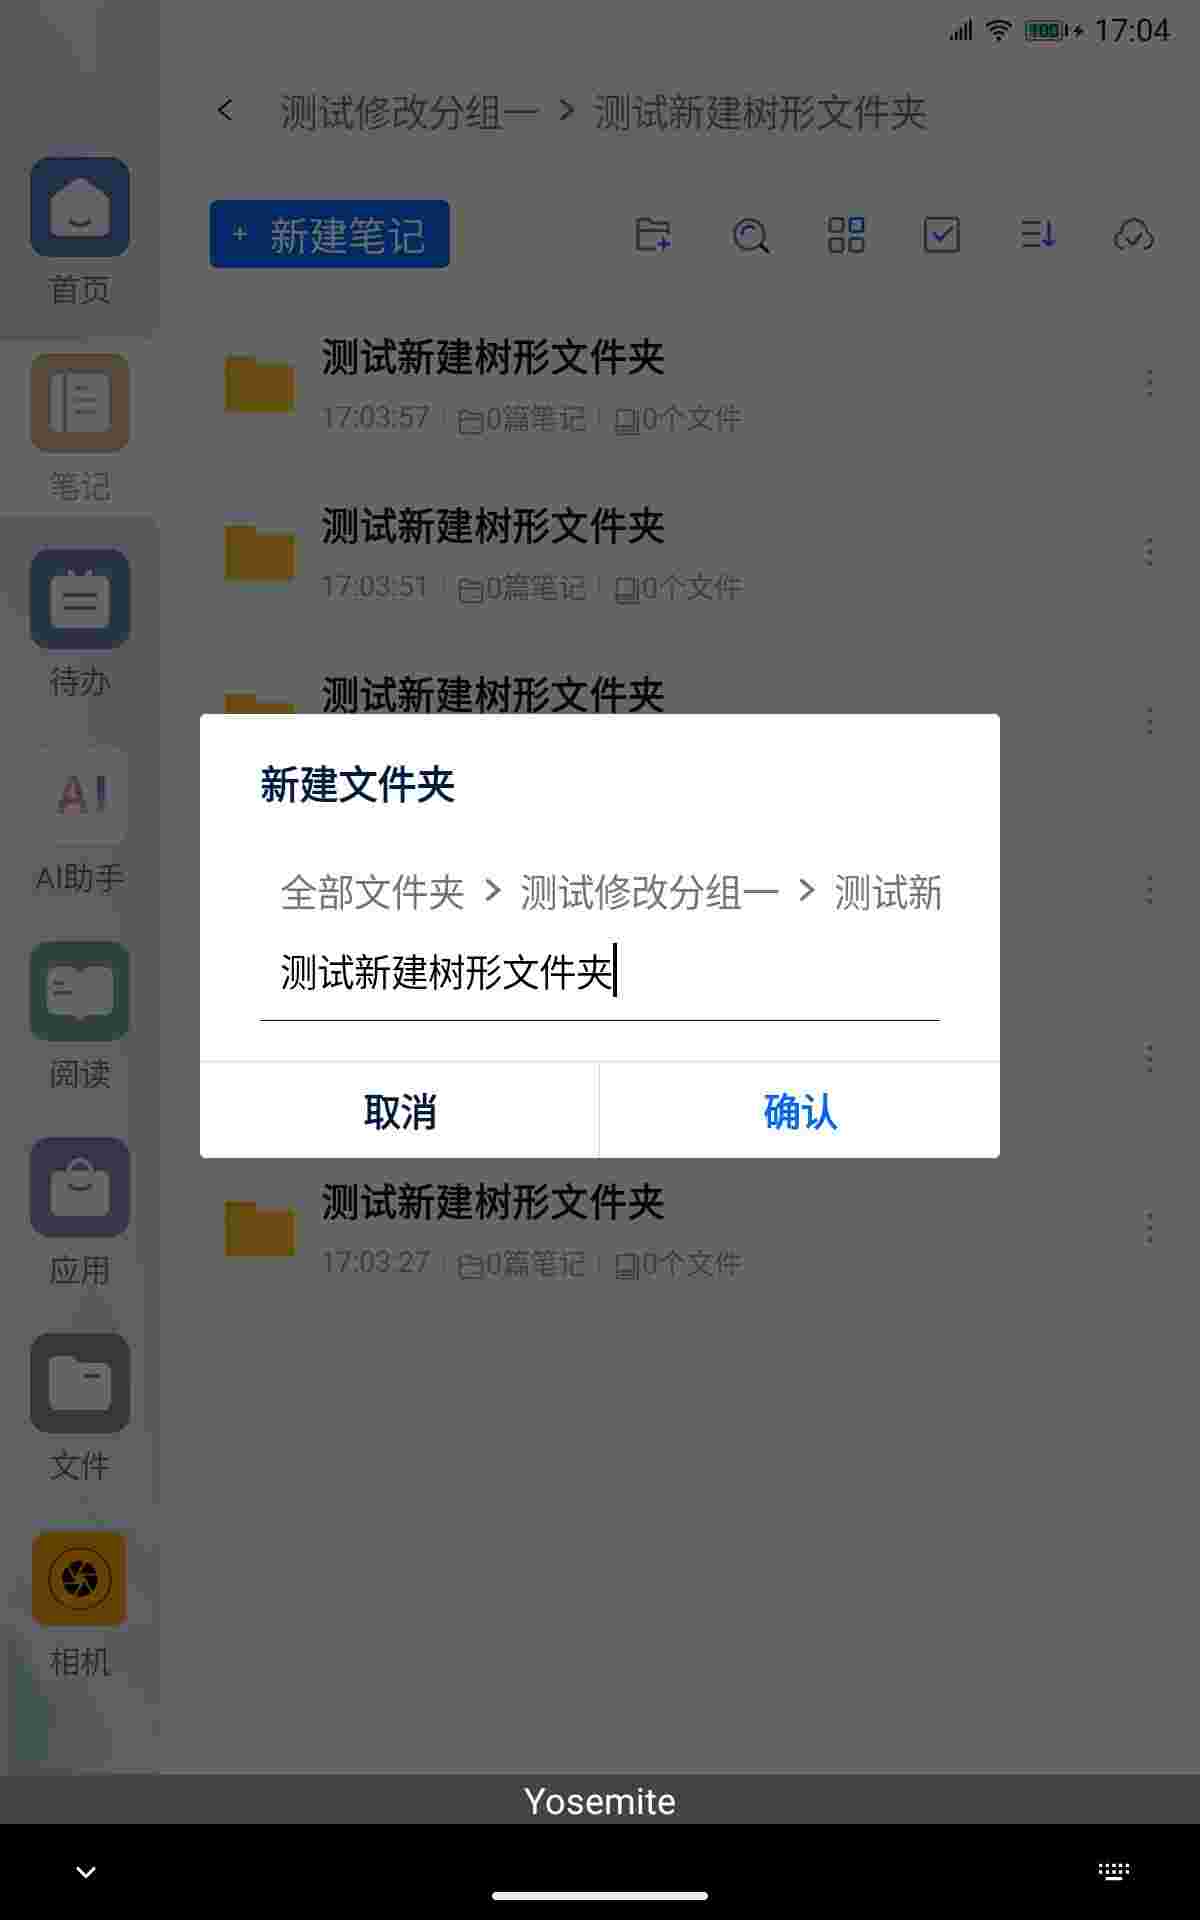 100 17:04
测试修改分组一 > 测试新建树形文件夹
+ 新建笔记
首页
笔记
待办
AI
AI助手
阅读
应用
文件
相机
测试新建树形文件夹
17:03:57 0篇笔记 0个文件
测试新建树形文件夹
17:03:51 0篇笔记 0个文件
测试新建树形文件夹
新建文件夹
全部文件夹 > 测试修改分组一 > 测试新
测试新建树形文件夹
取消 确认
测试新建树形文件夹
17:03:27 0篇笔记 0个文件
Yosemite